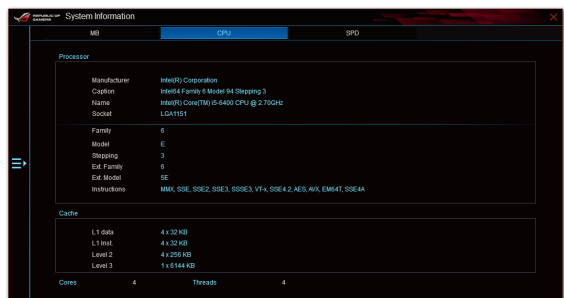 REPUBLIC OF GAMERS System Information
MB CPU SPD
Processor
Manufacturer Intel(R) Corporation
Caption Intel64 Family 6 Model 94 Stepping 3
Name Intel(R) Core(TM) i5-6400 CPU @ 2.70GHz
Socket LGA1151
Family 6
Model E
Stepping 3
Ext. Family 6
Ext. Model 5E
Instructions MMX, SSE, SSE2, SSE3, SSSE3, VT-x, SSE4.2, AES, AVX, EM64T, SSE4A
Cache
L1 data 4 x 32 KB
L1 Inst. 4 x 32 KB
Level 2 4 x 256 KB
Level 3 1 x 6144 KB
Cores 4 Threads 4